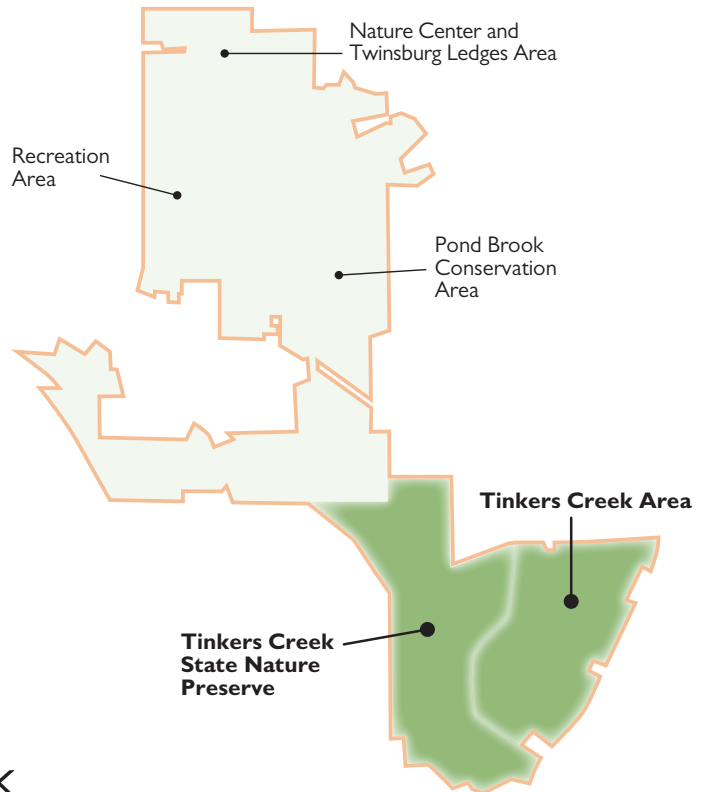 Nature Center and
Twinsburg Ledges Area
Recreation
Area
Pond Brook
Conservation
Area
Tinkers Creek Area
Tinkers Creek
State Nature
Preserve
K